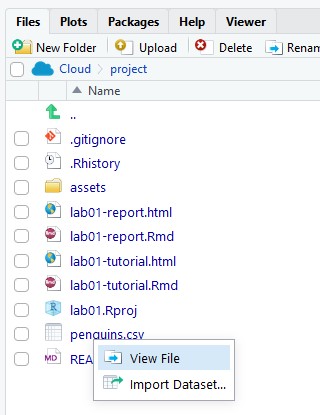 Files Plots Packages Help Viewer
New Folder Upload Delete Renam
Cloud project
Name
..
.gitignore
.Rhistory
assets
lab01-report.html
lab01-report.Rmd
lab01-tutorial.html
lab01-tutorial.Rmd
lab01.Rproj
penguins.csv
View File
REA
Import Dataset...